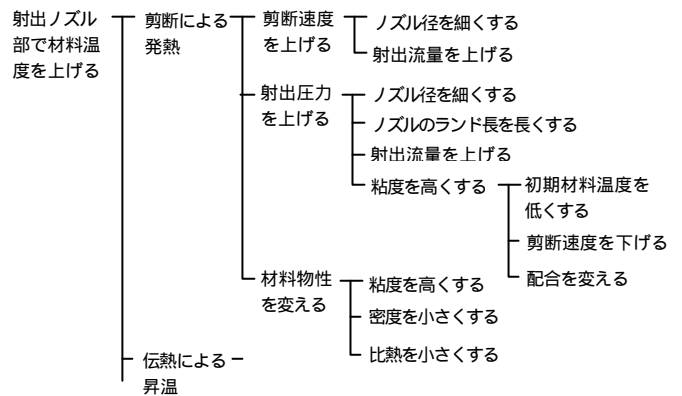 射出ノズル
部で材料温
度を上げる
剪断による
発熱
剪断速度
を上げる
ノズル径を細くする
射出流量を上げる
射出圧力
を上げる
ノズル径を細くする
ノズルのランド長を長くする
射出流量を上げる
粘度を高くする
初期材料温度を
低くする
剪断速度を下げる
配合を変える
材料物性
を変える
粘度を高くする
密度を小さくする
比熱を小さくする
伝熱による
昇温